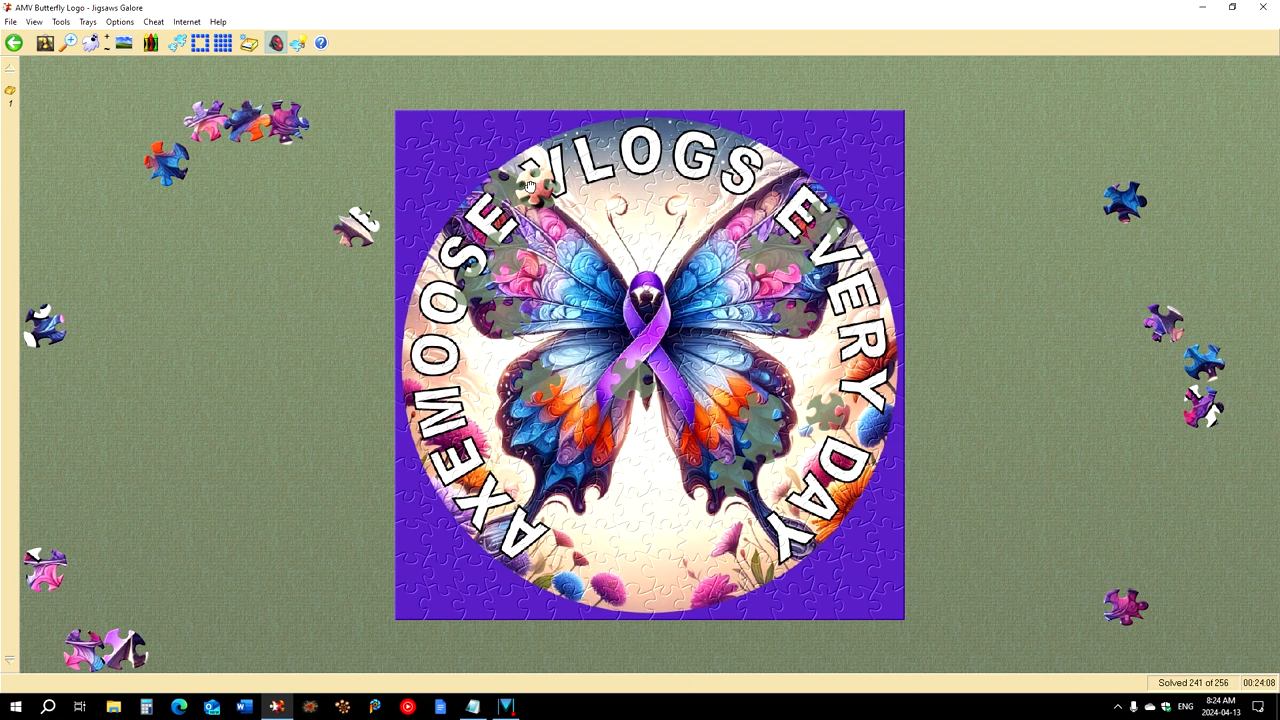 AMV Butterfly Logo - Jigsaws Galore
File View Tools Trays Options Cheat Internet Help
1
AXEMOOSE VLOGS EVERY DAY
Solved 241 of 256 00:24:08
ENG
8:24 AM
2024-04-13